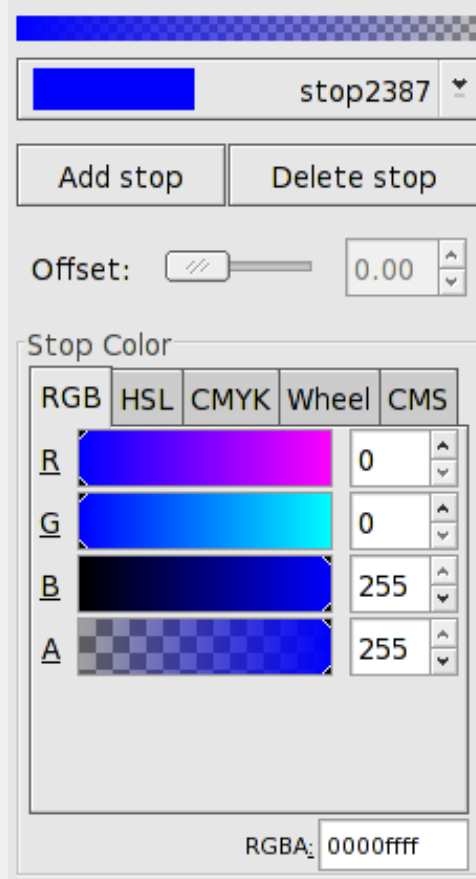 stop2387
Add stop Delete stop
Offset: 0.00
Stop Color
RGB HSL CMYK Wheel CMS
R 0
G 0
B 255
A 255
RGBA: 0000ffff